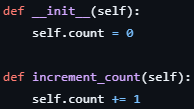 def __init__(self):
    self.count = 0
def increment_count(self):
    self.count += 1